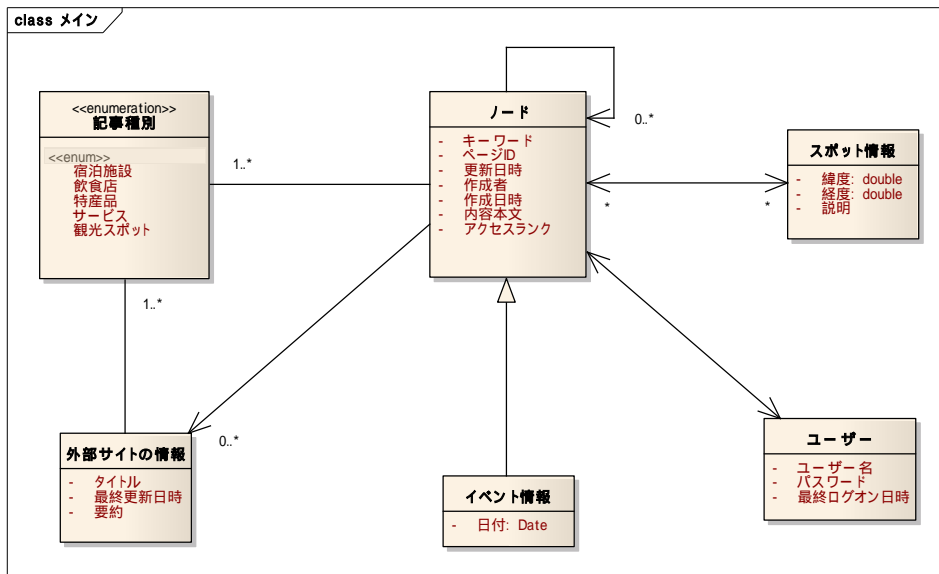 class メイン
<<enumeration>>
記事種別
<<enum>>
宿泊施設
飲食店
特産品
サービス
観光スポット
1..*
1..*
ノード
- キーワード
- ページID
- 更新日時
- 作成者
- 作成日時
- 内容本文
- アクセスランク
0..*
スポット情報
- 緯度: double
- 経度: double
- 説明
*
*
外部サイトの情報
- タイトル
- 最終更新日時
- 要約
0..*
イベント情報
- 日付: Date
ユーザー
- ユーザー名
- パスワード
- 最終ログオン日時